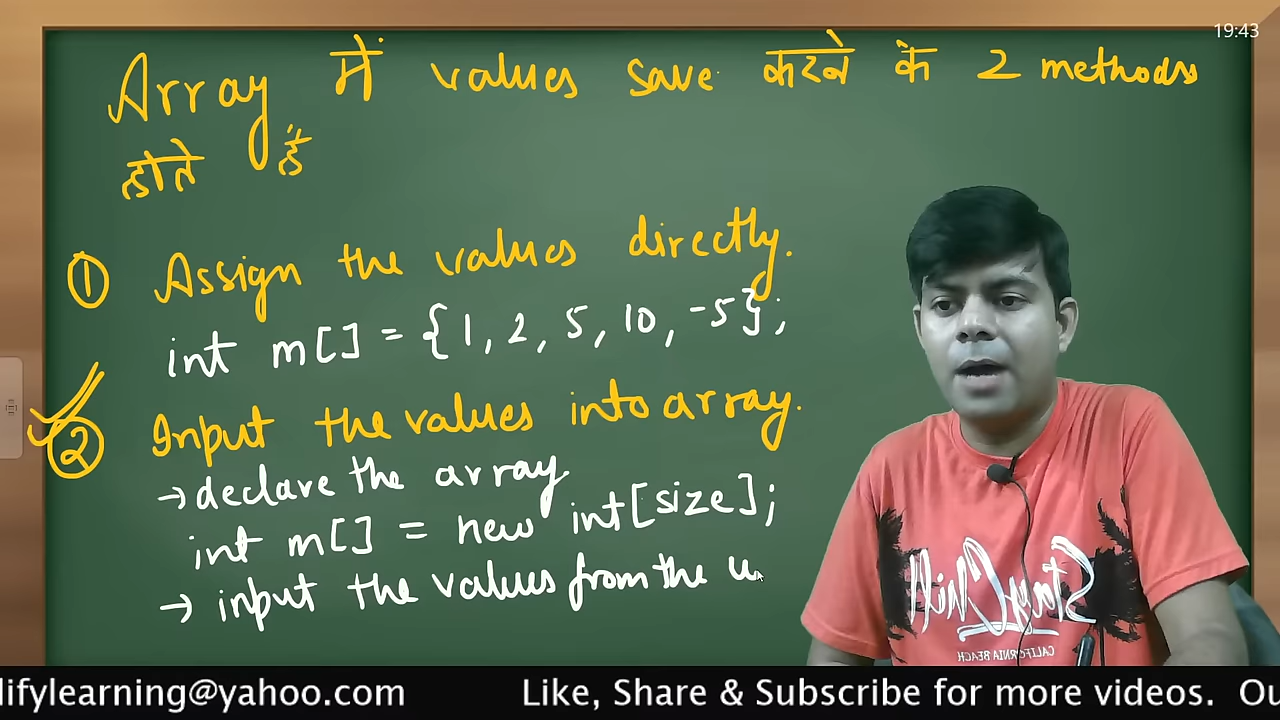 19:43
Array में values save करने के 2 methods
होते हैं
① Assign the values directly.
int m[] = {1, 2, 5, 10, -5};
② Input the values into array.
→ declare the array.
int m[] = new int[size];
→ input the values from the u
Stay Chill
CALIFORNIA BEACH
lifylearning@yahoo.com Like, Share & Subscribe for more videos. Ou